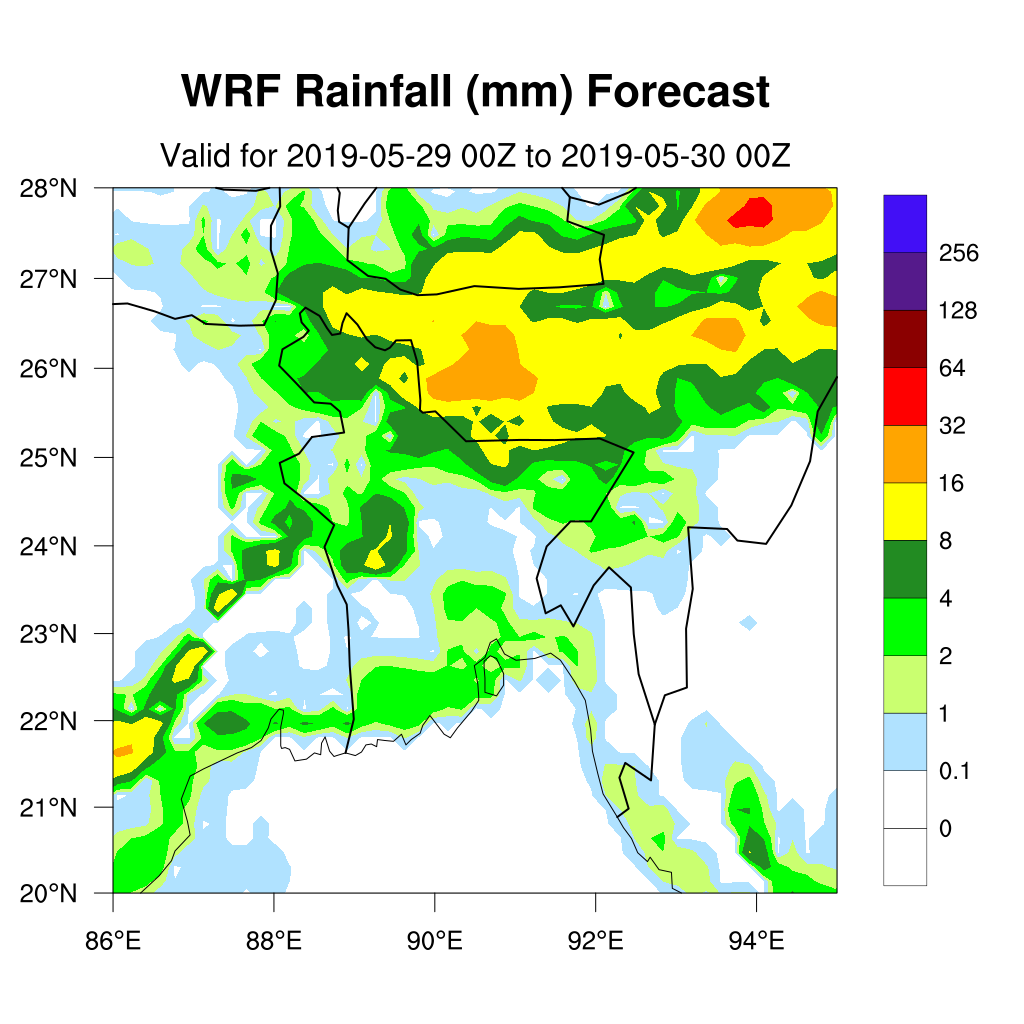 WRF Rainfall (mm) Forecast
Valid for 2019-05-29 00Z to 2019-05-30 00Z
28°N
27°N
26°N
25°N
24°N
23°N
22°N
21°N
20°N
86°E
88°E
90°E
92°E
94°E
256
128
64
32
16
8
4
2
1
0.1
0